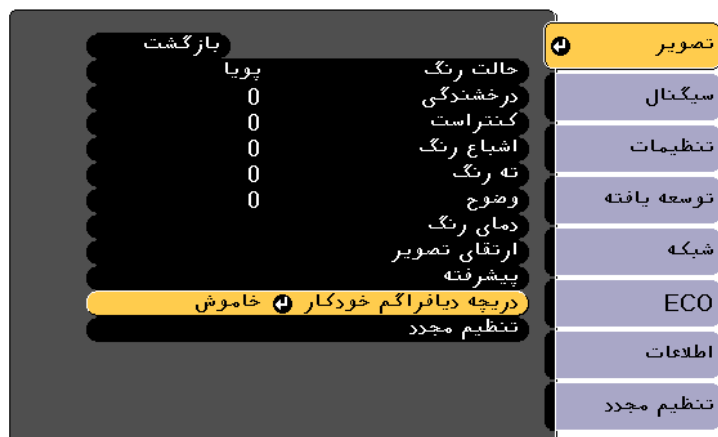 تصویر
سیگنال
تنظیمات
توسعه یافته
شبکه
ECO
اطلاعات
تنظیم مجدد
بازگشت
حالت رنگ پویا
درخشندگی 0
کنتراست 0
اشباع رنگ 0
ته رنگ 0
وضوح 0
دمای رنگ
ارتقای تصویر
پیشرفته
دریچه دیافراگم خودکار خاموش
تنظیم مجدد